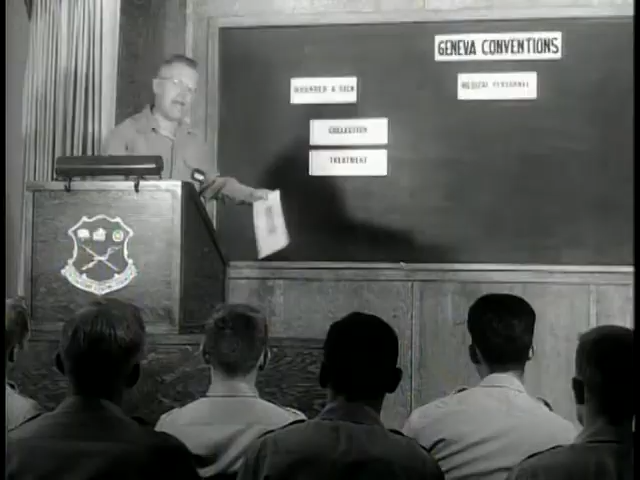 GENEVA CONVENTIONS
WOUNDED & SICK
MEDICAL PERSONNEL
COLLECTION
TREATMENT